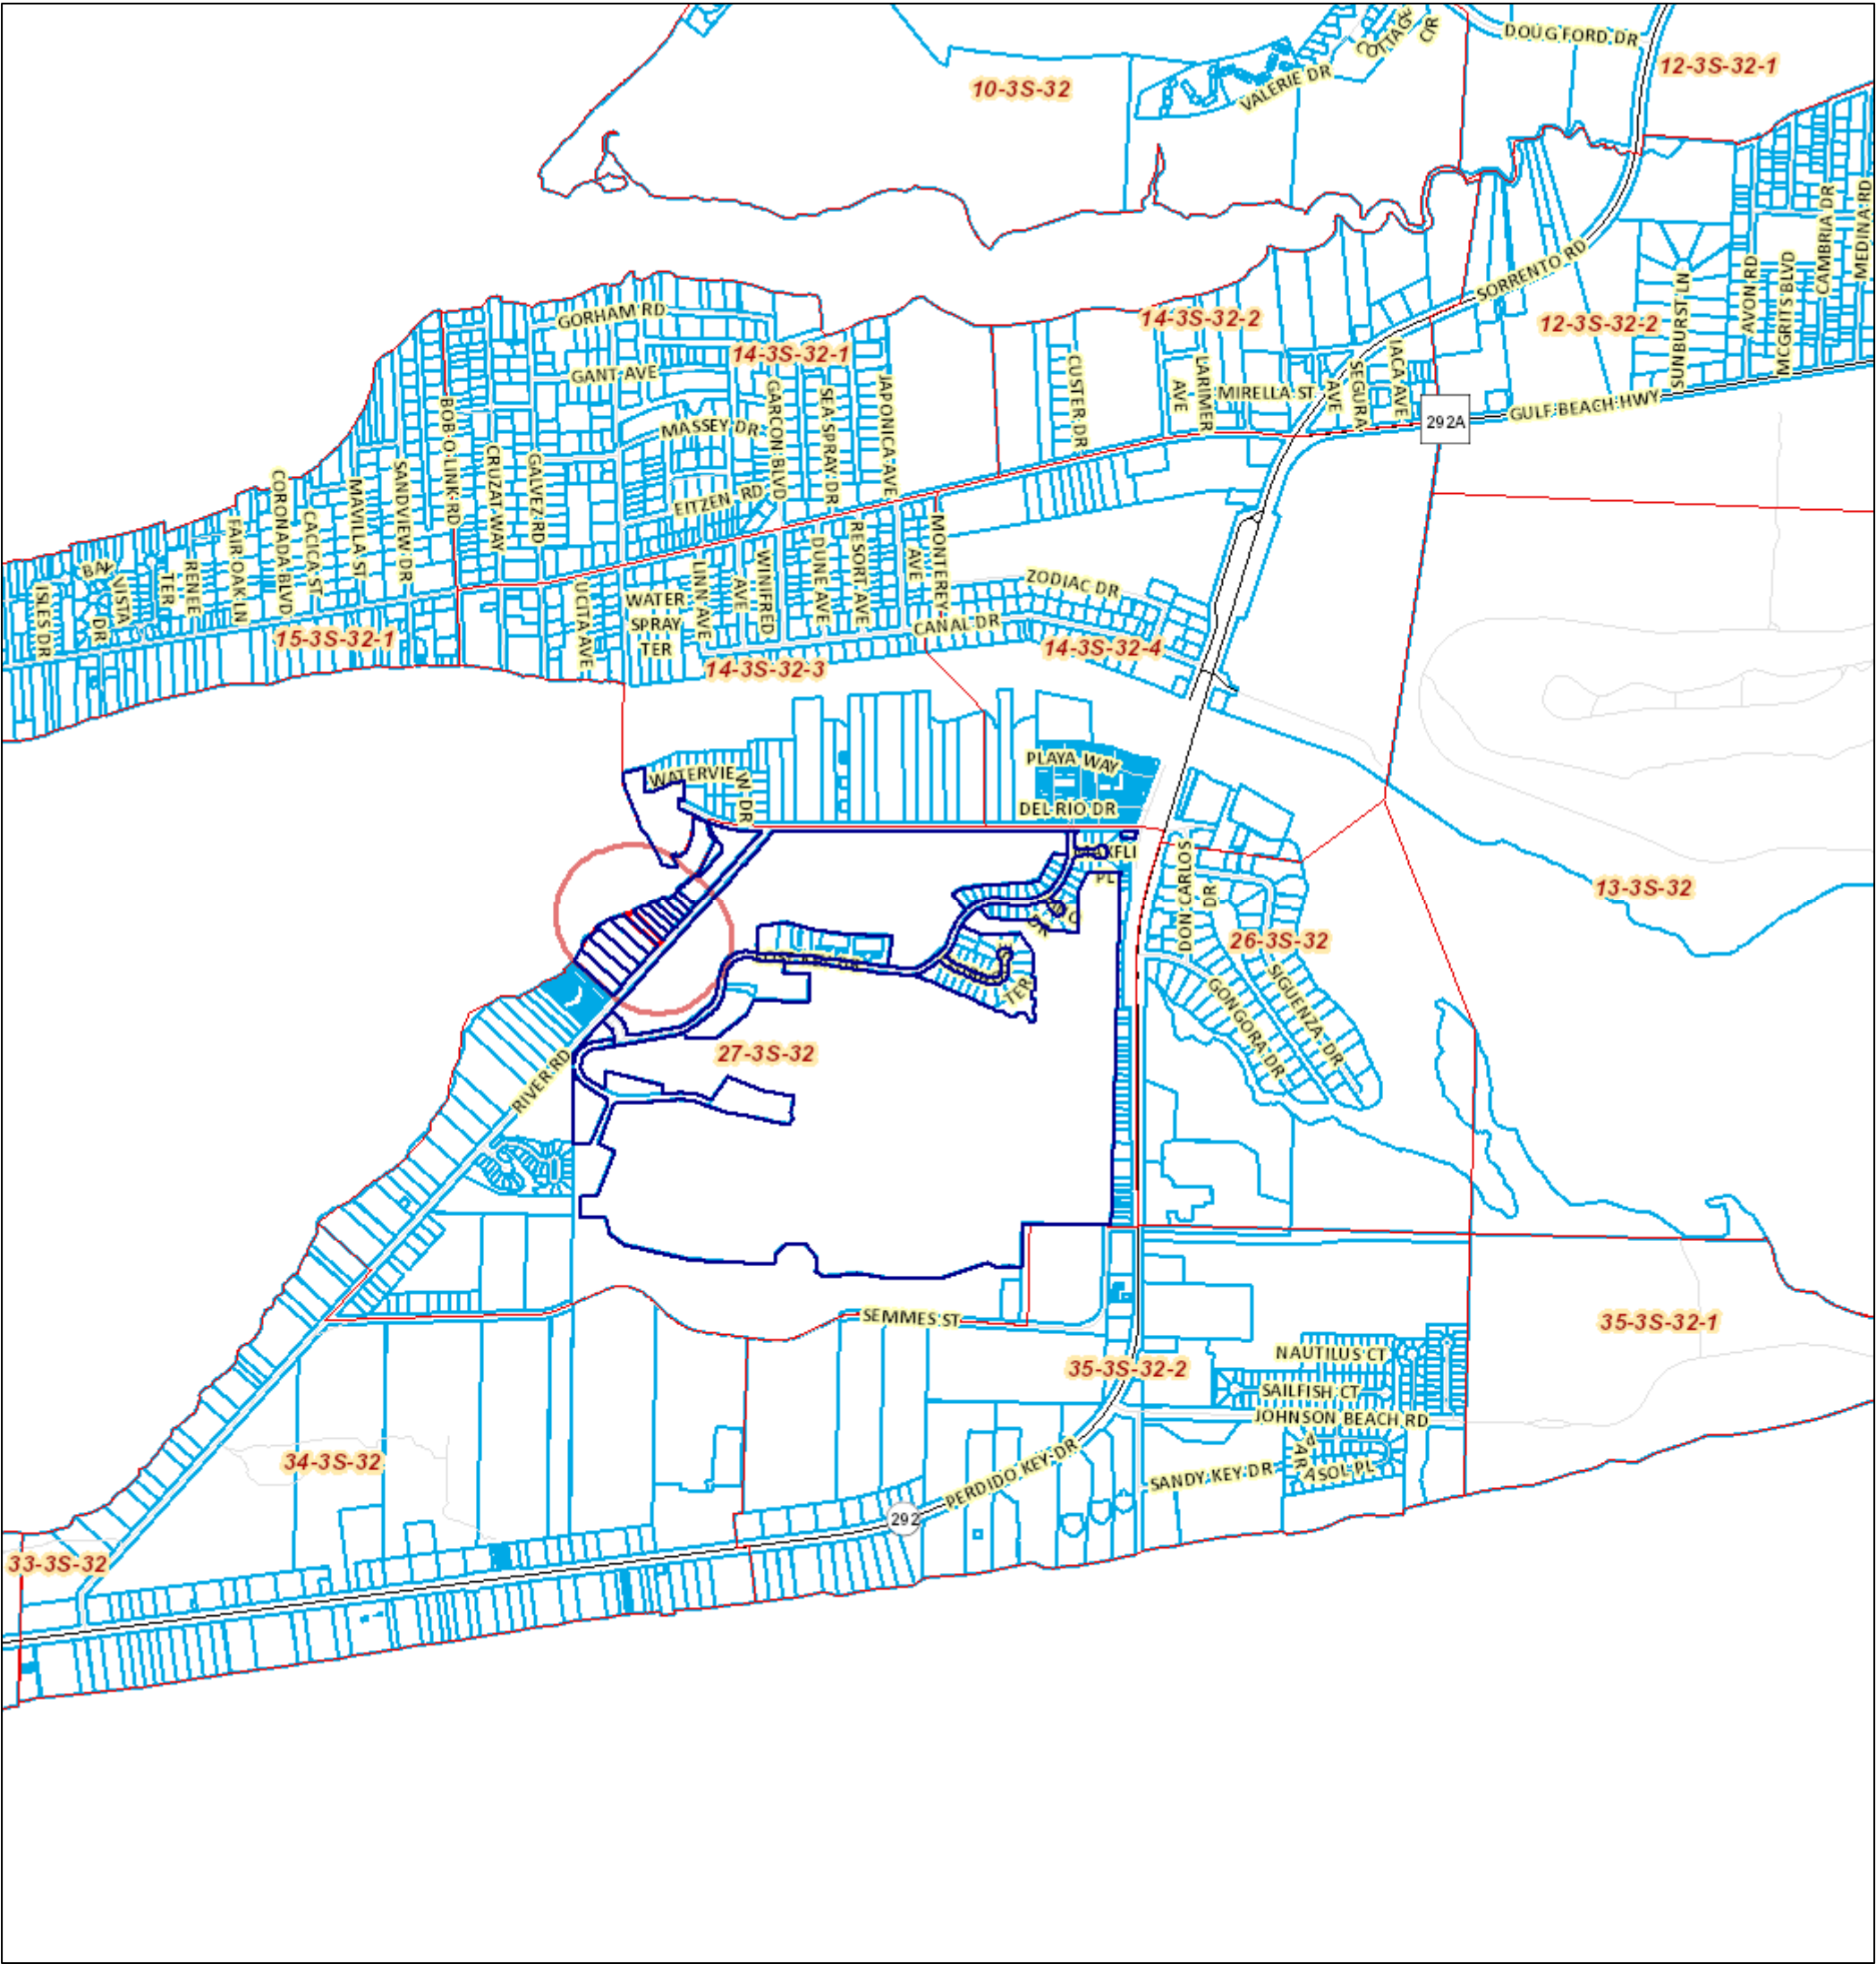 COTTAGE
CIR
DOUG FORD DR
12-3S-32-1
10-3S-32
VALERIE DR
CAMBRIA DR
MEDINA RD
SORRENTO RD
GORHAM RD
14-3S-32-2
12-3S-32-2
SUNBURST LN
AVON RD
MCGRITS BLVD
14-3S-32-1
GANT AVE
GARCON BLVD
SEA SPRAY DR
JAPONICA AVE
CUSTER DR
LARIMER
AVE
MIRELLA ST
SEGURA
AVE
IACA AVE
292A
GULF BEACH HWY
BOB O LINK RD
MASSEY DR
CRUZAT WAY
GALVEZ RD
EITZEN RD
SANDVIEW DR
MAVILLA ST
CORONADA BLVD
CACICA ST
FAIR OAK LN
RENEE
TER
BAY
VISTA
DR
ISLES DR
15-3S-32-1
UCITA AVE
WATER
SPRAY
TER
LINN AVE
WINIFRED
AVE
DUNE AVE
RESORT AVE
MONTEREY
AVE
ZODIAC DR
CANAL DR
14-3S-32-3
14-3S-32-4
WATERVIEW DR
PLAYA WAY
DEL RIO DR
PL
DON CARLOS
DR
13-3S-32
26-3S-32
TER
SIGUENZA DR
GONGORA DR
27-3S-32
RIVER RD
SEMMES ST
35-3S-32-1
NAUTILUS CT
35-3S-32-2
SAILFISH CT
JOHNSON BEACH RD
34-3S-32
PERDIDO KEY DR
SANDY KEY DR
PARASOL PL
292
33-3S-32